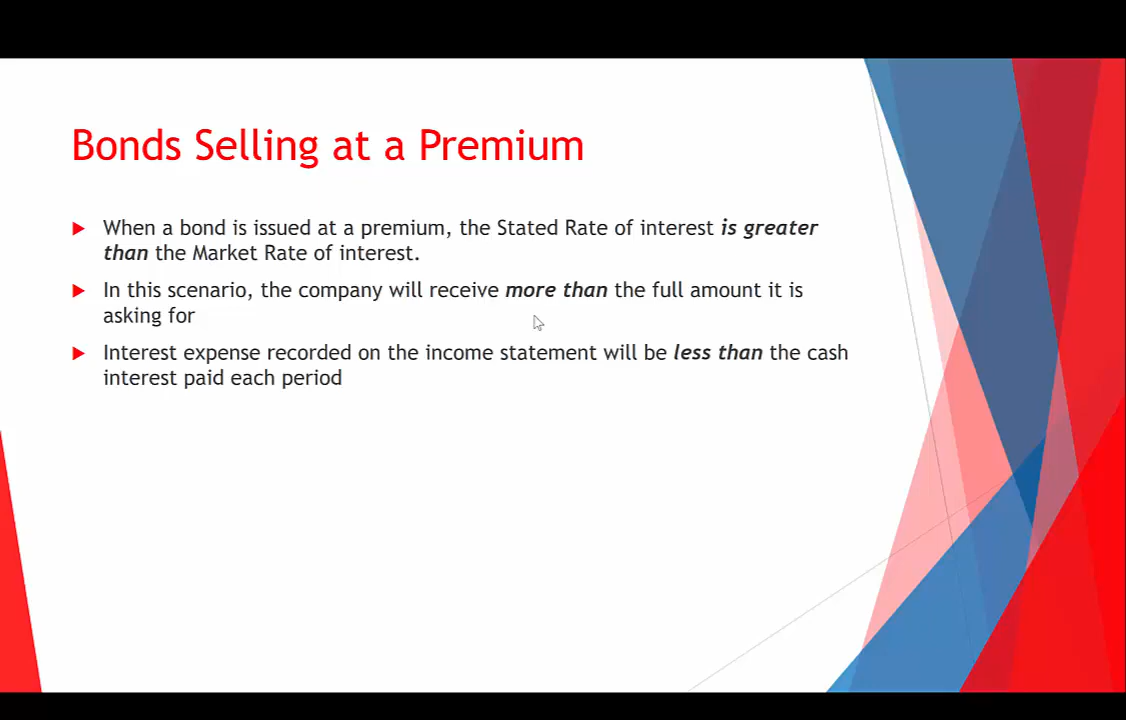 Bonds Selling at a Premium
When a bond is issued at a premium, the Stated Rate of interest is greater
than the Market Rate of interest.
In this scenario, the company will receive more than the full amount it is
asking for
Interest expense recorded on the income statement will be less than the cash
interest paid each period